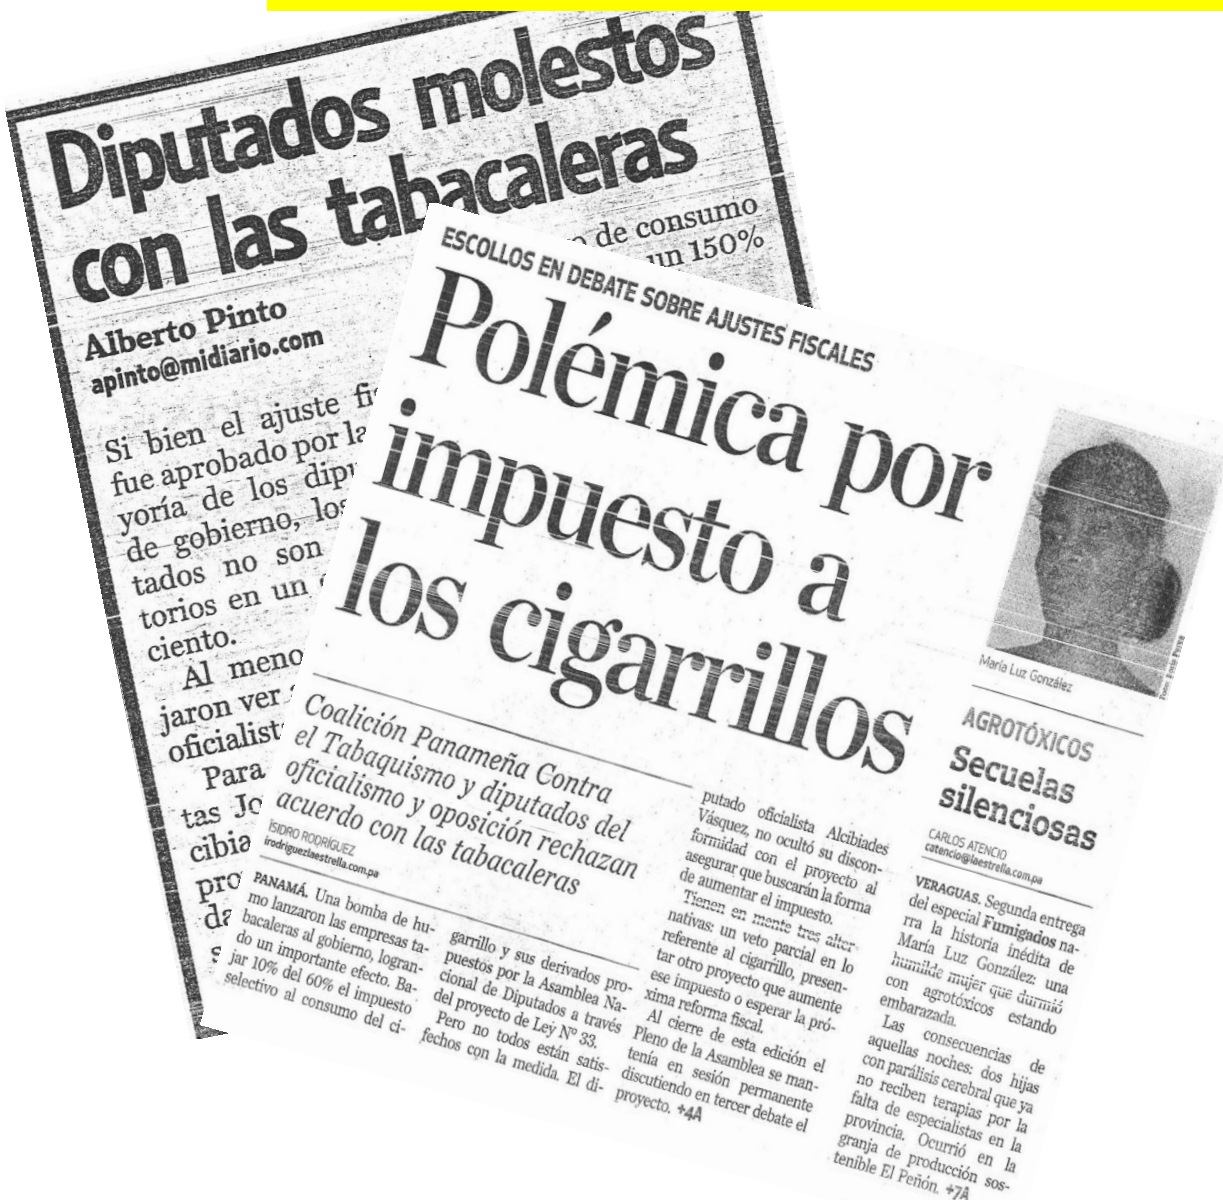 Diputados molestos
con las tabacaleras
de consumo
un 150%
Alberto Pinto
apinto@midiario.com
Si bien el ajuste
fue aprobado por la
yoría de los
de gobierno,
tados no son
torios en un
ciento.
Al
jaron ver
Para
ESCOLLOS EN DEBATE SOBRE AJUSTES FISCALES
Polémica por
impuesto a
los cigarrillos
Coalición Panameña Contra
el Tabaquismo y diputados del
oficialismo y oposición rechazan
acuerdo con las tabacaleras
ISIDRO RODRÍGUEZ
irodriguezlaestrella.com.pa
PANAMÁ. Una bomba de hu-
mo lanzaron las empresas ta-
bacaleras al gobierno, logran-
do un importante efecto. Ba-
jar 10% del 60% el impuesto
selectivo al consumo del ci-
garrillo y sus derivados pro-
puestos por la Asamblea Na-
cional de Diputados a través
del proyecto de Ley Nº 33.
Pero no todos están satis-
fechos con la medida. El di-
putado oficialista Alcibiades
Vásquez, no ocultó su discon-
formidad con el proyecto al
asegurar que buscarán la forma
de aumentar el impuesto.
Tienen en mente tres alter-
nativas: un veto parcial en lo
referente al cigarrillo, presen-
tar otro proyecto que aumente
ese impuesto o esperar la pró-
xima reforma fiscal.
Al cierre de esta edición el
Pleno de la Asamblea se man-
tenía en sesión permanente
discutiendo en tercer debate el
proyecto. +4A
María Luz González
AGROTÓXICOS
Secuelas
silenciosas
CARLOS ATENCIO
catencio@laestrella.com.pa
VERAGUAS. Segunda entrega
del especial Fumigados na-
rra la historia inédita de
María Luz González: una
humilde mujer que durmió
con agrotóxicos estando
embarazada.
Las consecuencias de
aquellas noches: dos hijas
con parálisis cerebral que ya
no reciben terapias por la
falta de especialistas en la
provincia. Ocurrió en la
granja de producción sos-
tenible El Peñón. +7A